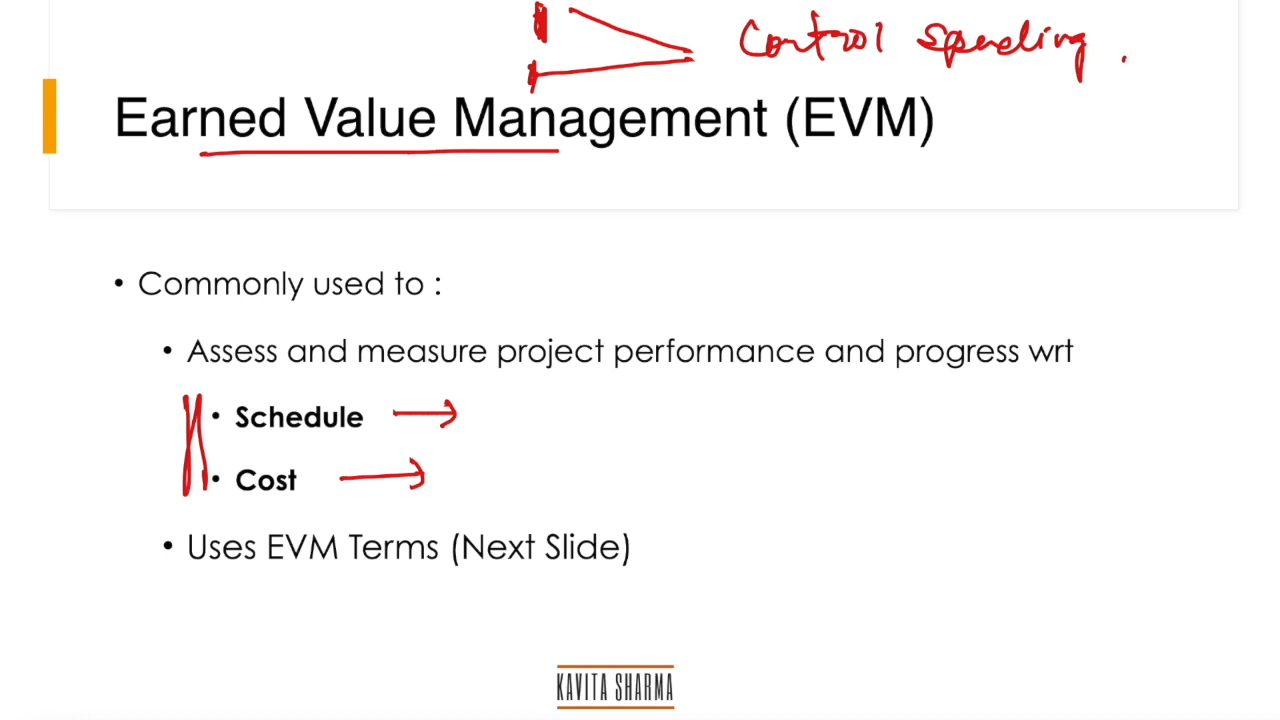 Control Spending.
Earned Value Management (EVM)
• Commonly used to :
• Assess and measure project performance and progress wrt
• Schedule
• Cost
• Uses EVM Terms (Next Slide)
KAVITA SHARMA